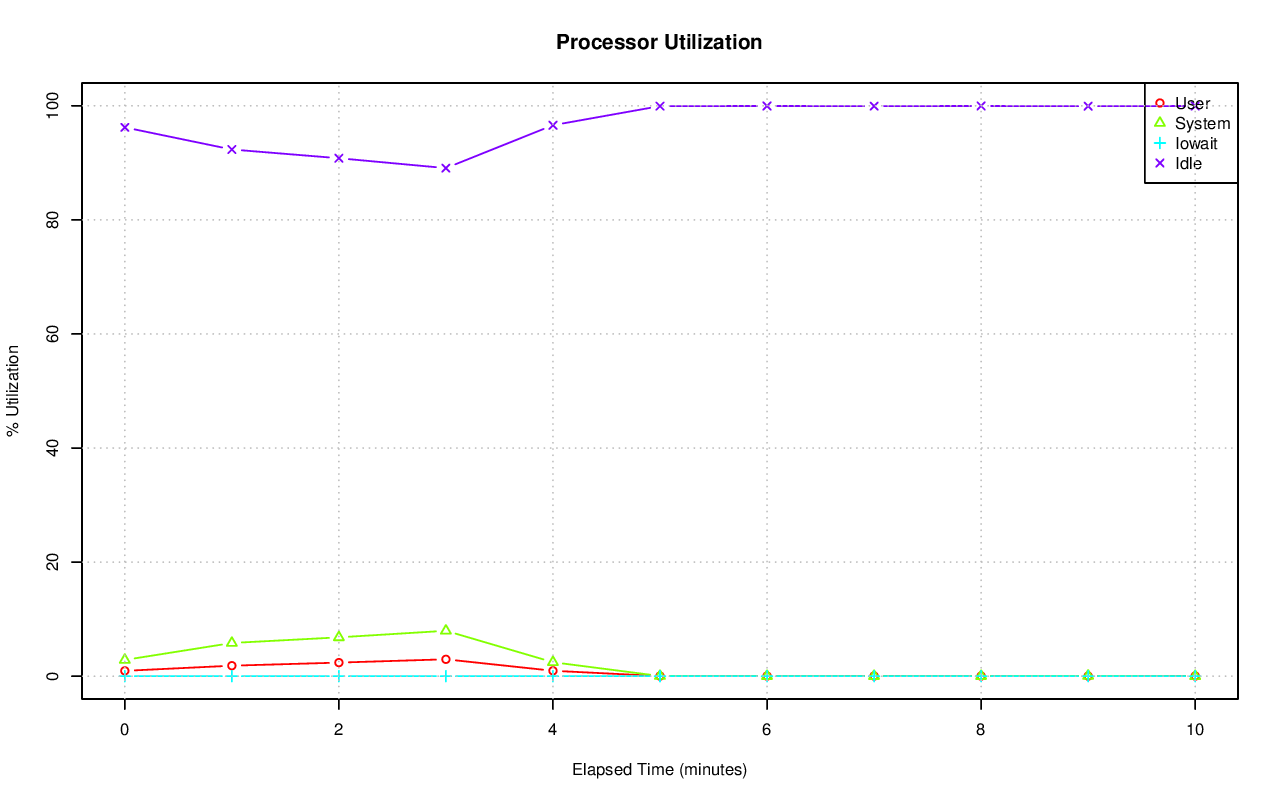 Processor Utilization
% Utilization
100
80
60
40
20
0
User
System
Iowait
Idle
0 2 4 6 8 10
Elapsed Time (minutes)